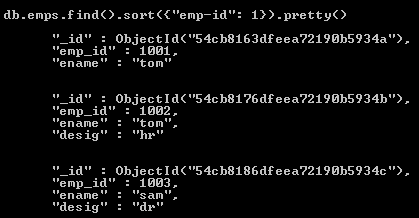 db.emps.find().sort({"emp-id": 1}).pretty()
"_id" : ObjectId("54cb8163dfeea72190b5934a"),
"emp_id" : 1001,
"ename" : "tom"
"_id" : ObjectId("54cb8176dfeea72190b5934b"),
"emp_id" : 1002,
"ename" : "tom",
"desig" : "hr"
"_id" : ObjectId("54cb8186dfeea72190b5934c"),
"emp_id" : 1003,
"ename" : "sam",
"desig" : "dr"